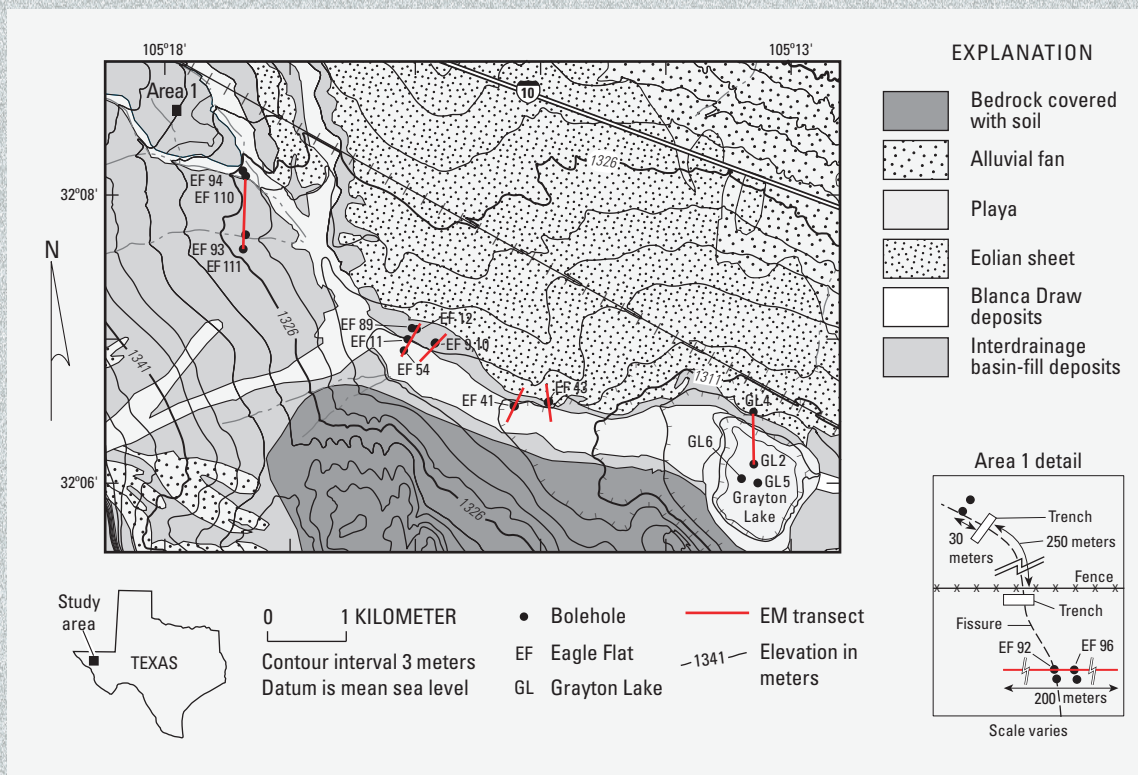 105°18'
105°13'
Area 1
10
1326
32°08'
EF 94
EF 110
N
EF 93
EF 111
1326
EF 89
EF 12
EF 11
EF 9,10
EF 54
1341
1311
EF 43
EF 41
GL4
GL6
GL2
GL5
Grayton
Lake
32°06'
1326
EXPLANATION
Bedrock covered
with soil
Alluvial fan
Playa
Eolian sheet
Blanca Draw
deposits
Interdrainage
basin-fill deposits
Area 1 detail
Trench
30
meters
250 meters
Fence
Trench
Fissure
EF 92
EF 96
200
meters
Scale varies
Study
area
TEXAS
0 1 KILOMETER
Contour interval 3 meters
Datum is mean sea level
Bolehole
EF Eagle Flat
GL Grayton Lake
EM transect
1341 Elevation in
meters